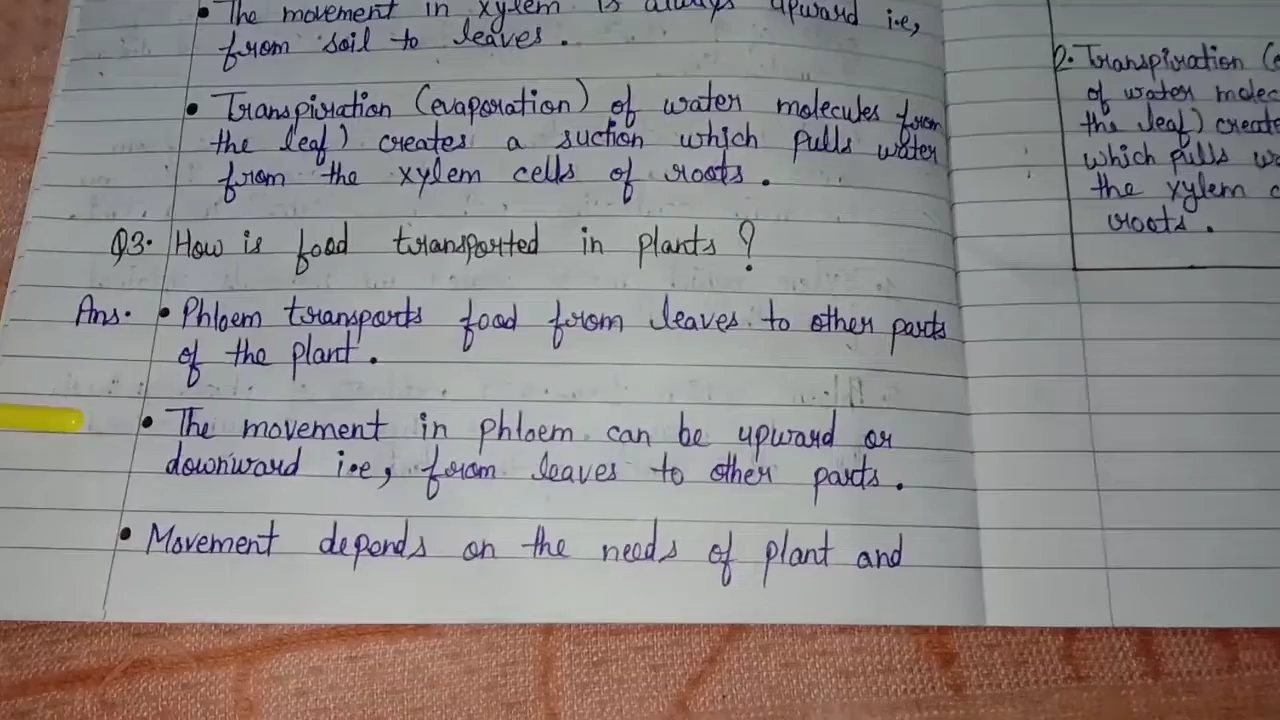 • The movement in xylem is always upward i.e,
from soil to leaves.
• Transpiration (evaporation) of water molecules from
the leaf) creates a suction which pulls water
from the xylem cells of roots.
Q3. How is food transported in plants?
Ans. • Phloem transports food from leaves to other parts
of the plant.
• The movement in phloem can be upward or
downward i.e, from leaves to other parts.
• Movement depends on the needs of plant and
2. Transpiration
of water molec
the leaf) create
which pulls wa
the xylem c
roots.